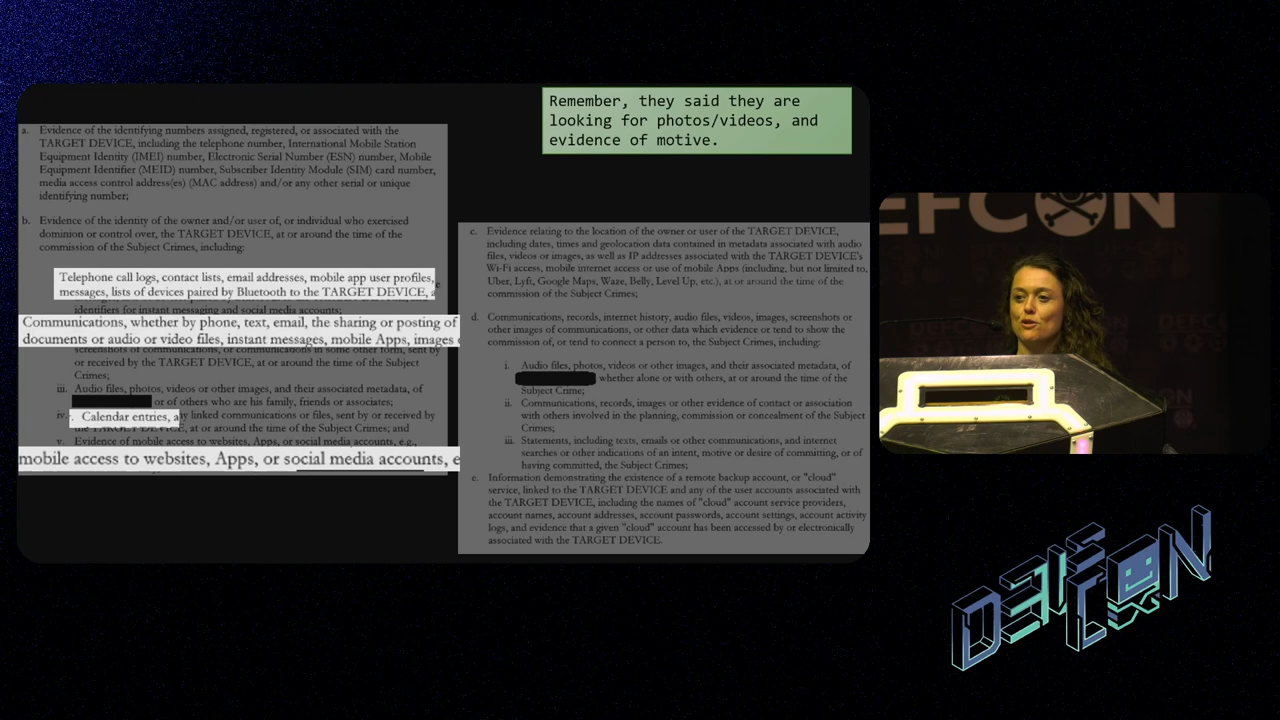 Remember, they said they are
looking for photos/videos, and
evidence of motive.
a. Evidence of the identifying numbers assigned, registered, or associated with the
TARGET DEVICE, including the telephone number, International Mobile Station
Equipment Identity (IMEI) number, Electronic Serial Number (ESN) number, Mobile
Equipment Identifier (MEID) number, Subscriber Identity Module (SIM) card number,
media access control address(es) (MAC address) and/or any other serial or unique
identifying number;
b. Evidence of the identity of the owner and/or user of, or individual who exercised
dominion or control over, the TARGET DEVICE, at or around the time of the
commission of the Subject Crimes, including:
Telephone call logs, contact lists, email addresses, mobile app user profiles,
messages, lists of devices paired by Bluetooth to the TARGET DEVICE, a
identifiers for instant messaging and social media accounts;
Communications, whether by phone, text, email, the sharing or posting of
documents or audio or video files, instant messages, mobile Apps, images
screenshots of communications, or communications in some other form, sent by
or received by the TARGET DEVICE, at or around the time of the Subject
Crimes;
iii. Audio files, photos, videos or other images, and their associated metadata, of
or of others who are his family, friends or associates;
iv. Calendar entries, a y linked communications or files, sent by or received by
the TARGET DEVICE, at or around the time of the Subject Crimes; and
v. Evidence of mobile access to websites, Apps, or social media accounts, e.g.,
mobile access to websites, Apps, or social media accounts, e
c. Evidence relating to the location of the owner or user of the TARGET DEVICE,
including dates, times and geolocation data contained in metadata associated with audio
files, videos or images, as well as IP addresses associated with the TARGET DEVICE's
Wi-Fi access, mobile internet access or use of mobile Apps (including, but not limited to,
Uber, Lyft, Google Maps, Waze, Belly, Level Up, etc.), at or around the time of the
commission of the Subject Crimes;
d. Communications, records, internet history, audio files, videos, images, screenshots or
other images of communications, or other data which evidence or tend to show the
commission of, or tend to connect a person to, the Subject Crimes, including:
i. Audio files, photos, videos or other images, and their associated metadata, of
whether alone or with others, at or around the time of the
Subject Crime;
ii. Communications, records, images or other evidence of contact or association
with others involved in the planning, commission or concealment of the Subject
Crimes;
iii. Statements, including texts, emails or other communications, and internet
searches or other indications of an intent, motive or desire of committing, or of
having committed, the Subject Crimes;
e. Information demonstrating the existence of a remote backup account, or "cloud"
service, linked to the TARGET DEVICE and any of the user accounts associated with
the TARGET DEVICE, including the names of "cloud" account service providers,
account names, account addresses, account passwords, account settings, account activity
logs, and evidence that a given "cloud" account has been accessed by or electronically
associated with the TARGET DEVICE.
EFCON
DEF CON